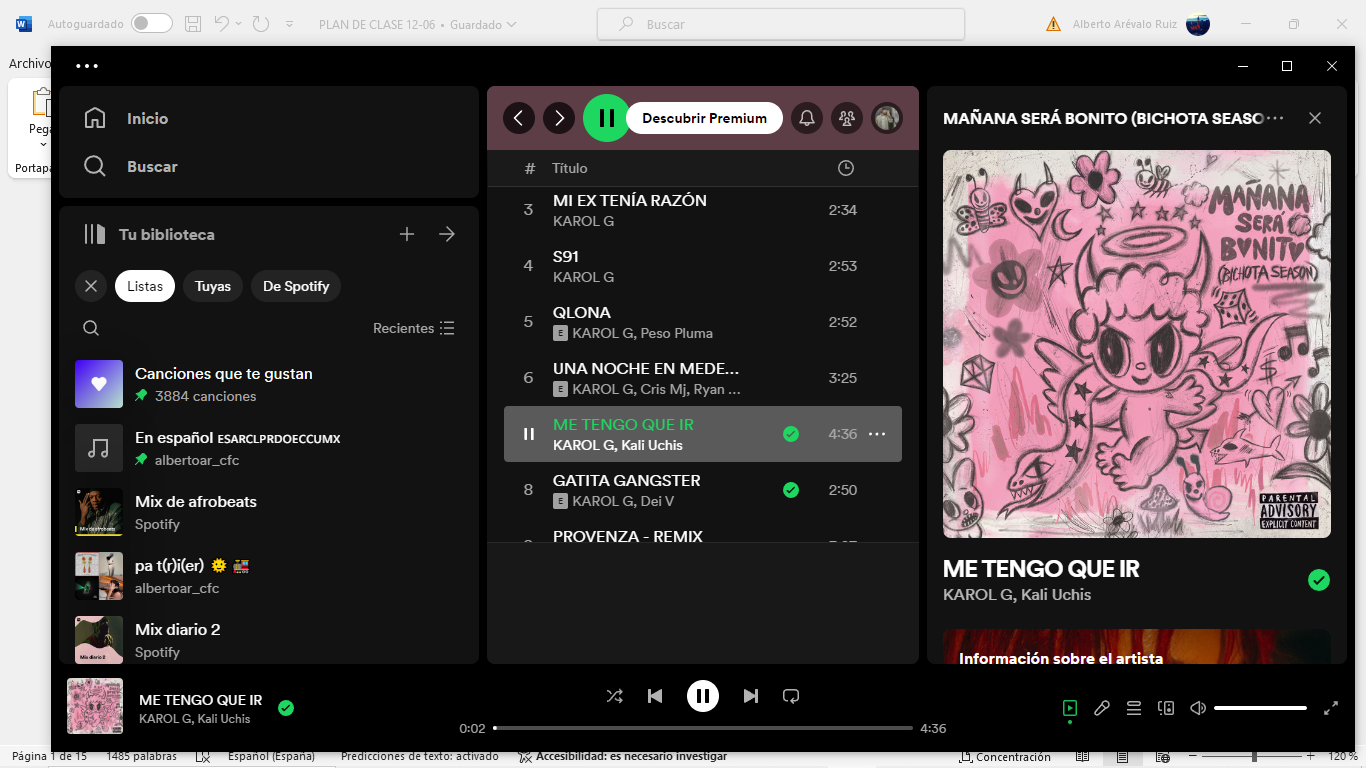 Autoguardado
PLAN DE CLASE 12-06 • Guardado
Buscar
Alberto Arévalo Ruiz
Archivo
Pega
Portapa
Inicio
Buscar
Tu biblioteca
Listas
Tuyas
De Spotify
Recientes
Canciones que te gustan
3884 canciones
En español ᴇsᴀʀᴄʟᴘʀᴅᴏᴇᴄᴄᴜᴍx
albertoar_cfc
Mix de afrobeats
Mix de afrobeats
Spotify
pa t(r)i(er) 🌞 🚂
albertoar_cfc
Mix diario 2
Mix diario 2
Spotify
Descubrir Premium
# Título
3 MI EX TENÍA RAZÓN 2:34
KAROL G
4 S91 2:53
KAROL G
5 QLONA 2:52
E KAROL G, Peso Pluma
6 UNA NOCHE EN MEDE... 3:25
E KAROL G, Cris Mj, Ryan ...
ME TENGO QUE IR 4:36
KAROL G, Kali Uchis
8 GATITA GANGSTER 2:50
E KAROL G, Dei V
PROVENZA - REMIX
MAÑANA SERÁ BONITO (BICHOTA SEASO
MAÑANA
SERÁ
BONITO
(BICHOTA SEASON)
PARENTAL
ADVISORY
EXPLICIT CONTENT
ME TENGO QUE IR
KAROL G, Kali Uchis
Información sobre el artista
ME TENGO QUE IR
KAROL G, Kali Uchis
0:02
4:36
Página 1 de 15 1485 palabras Español (España) Predicciones de texto: activado Accesibilidad: es necesario investigar Concentración 120 %